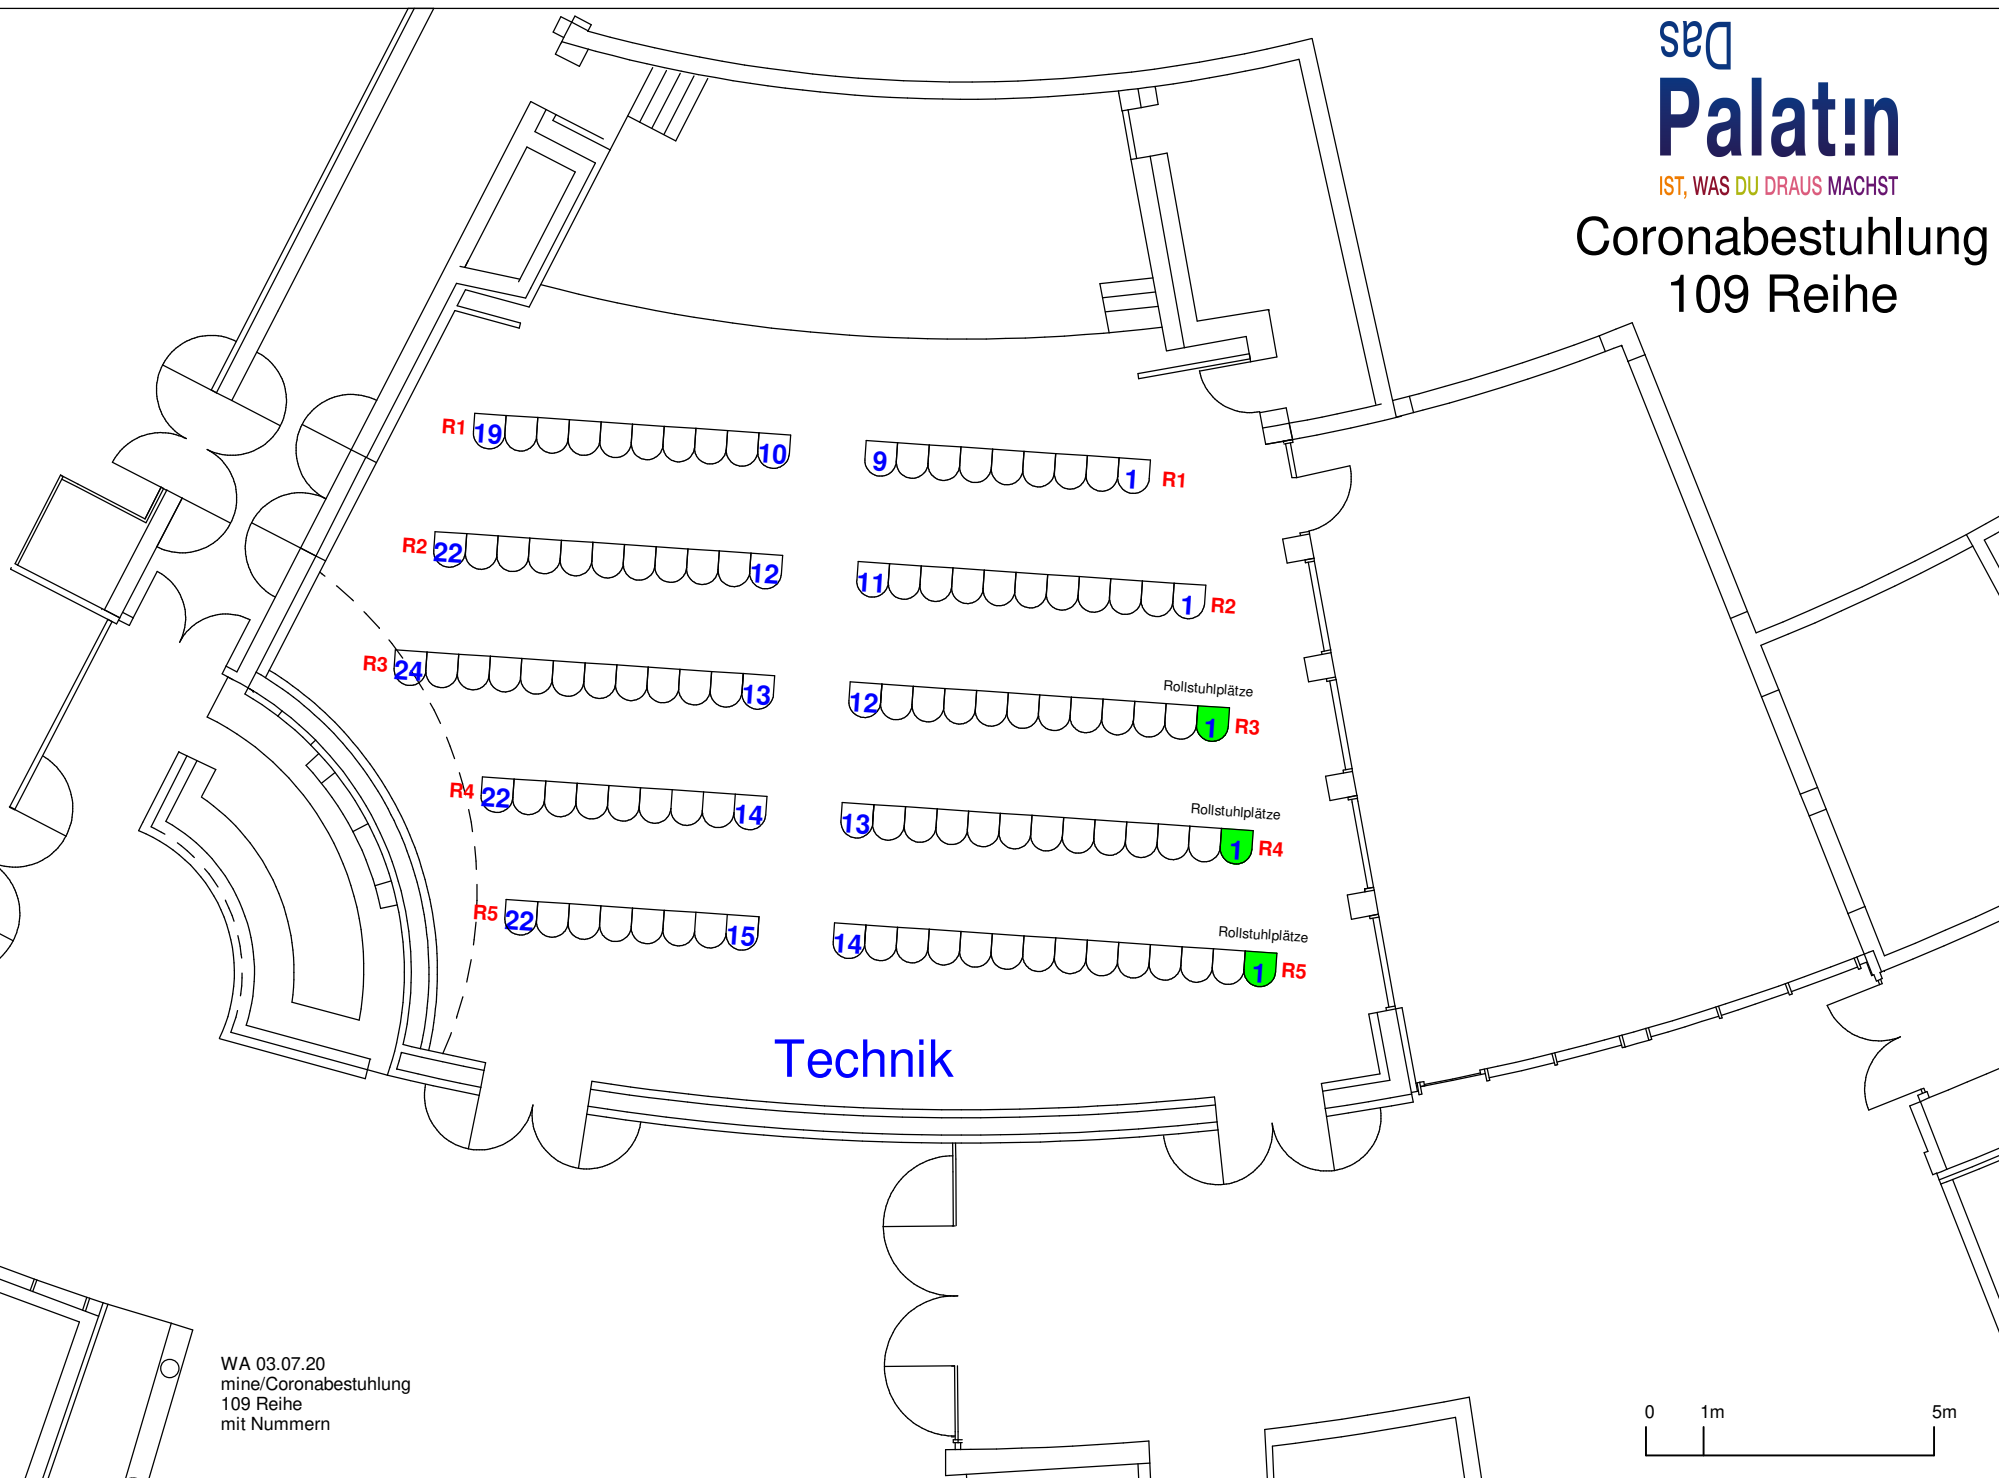 Das
Palat!n
IST, WAS DU DRAUS MACHST
Coronabestuhlung
109 Reihe
R1 19 10 9 1 R1
R2 22 12 11 1 R2
Rollstuhlplätze
R3 24 13 12 1 R3
Rollstuhlplätze
R4 22 14 13 1 R4
Rollstuhlplätze
R5 22 15 14 1 R5
Technik
WA 03.07.20
mine/Coronabestuhlung
109 Reihe
mit Nummern
0 1m 5m